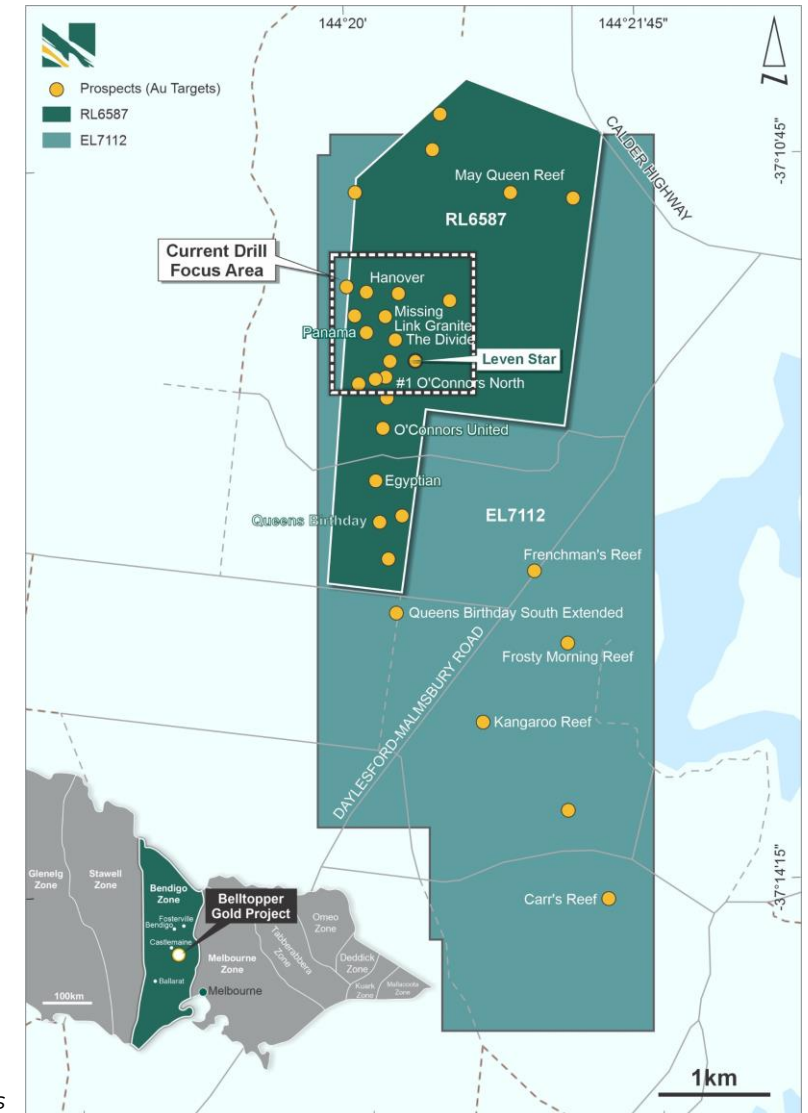 144°20'
144°21'45"
Prospects (Au Targets)
RL6587
EL7112
N
-37°10'45"
CALDER HIGHWAY
May Queen Reef
RL6587
Current Drill
Focus Area
Hanover
Missing
Link Granite
Panama
The Divide
Leven Star
#1 O'Connors North
O'Connors United
Egyptian
Queens Birthday
EL7112
Frenchman's Reef
Queens Birthday South Extended
Frosty Morning Reef
DAYLESFORD-MALMSBURY ROAD
Kangaroo Reef
-37°14'15"
Carr's Reef
Glenelg
Zone
Stawell
Zone
Bendigo
Zone
Fosterville
Bendigo
Castlemaine
Ballarat
Belltopper
Gold Project
Melbourne
Zone
Melbourne
Tabberabbera
Zone
Omeo
Zone
Deddick
Zone
Kuark
Zone
Mallacoota
Zone
100km
1km
s